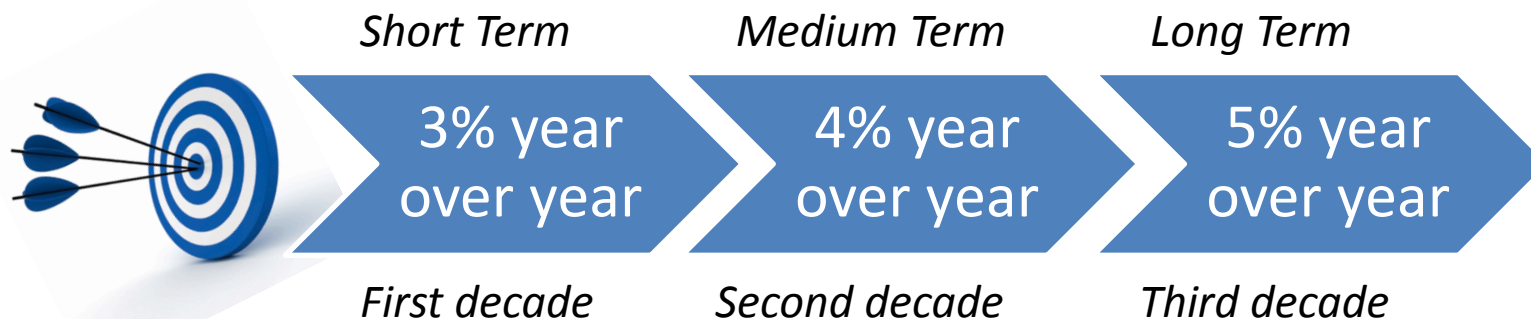 Short Term
Medium Term
Long Term
3% year
over year
4% year
over year
5% year
over year
First decade
Second decade
Third decade